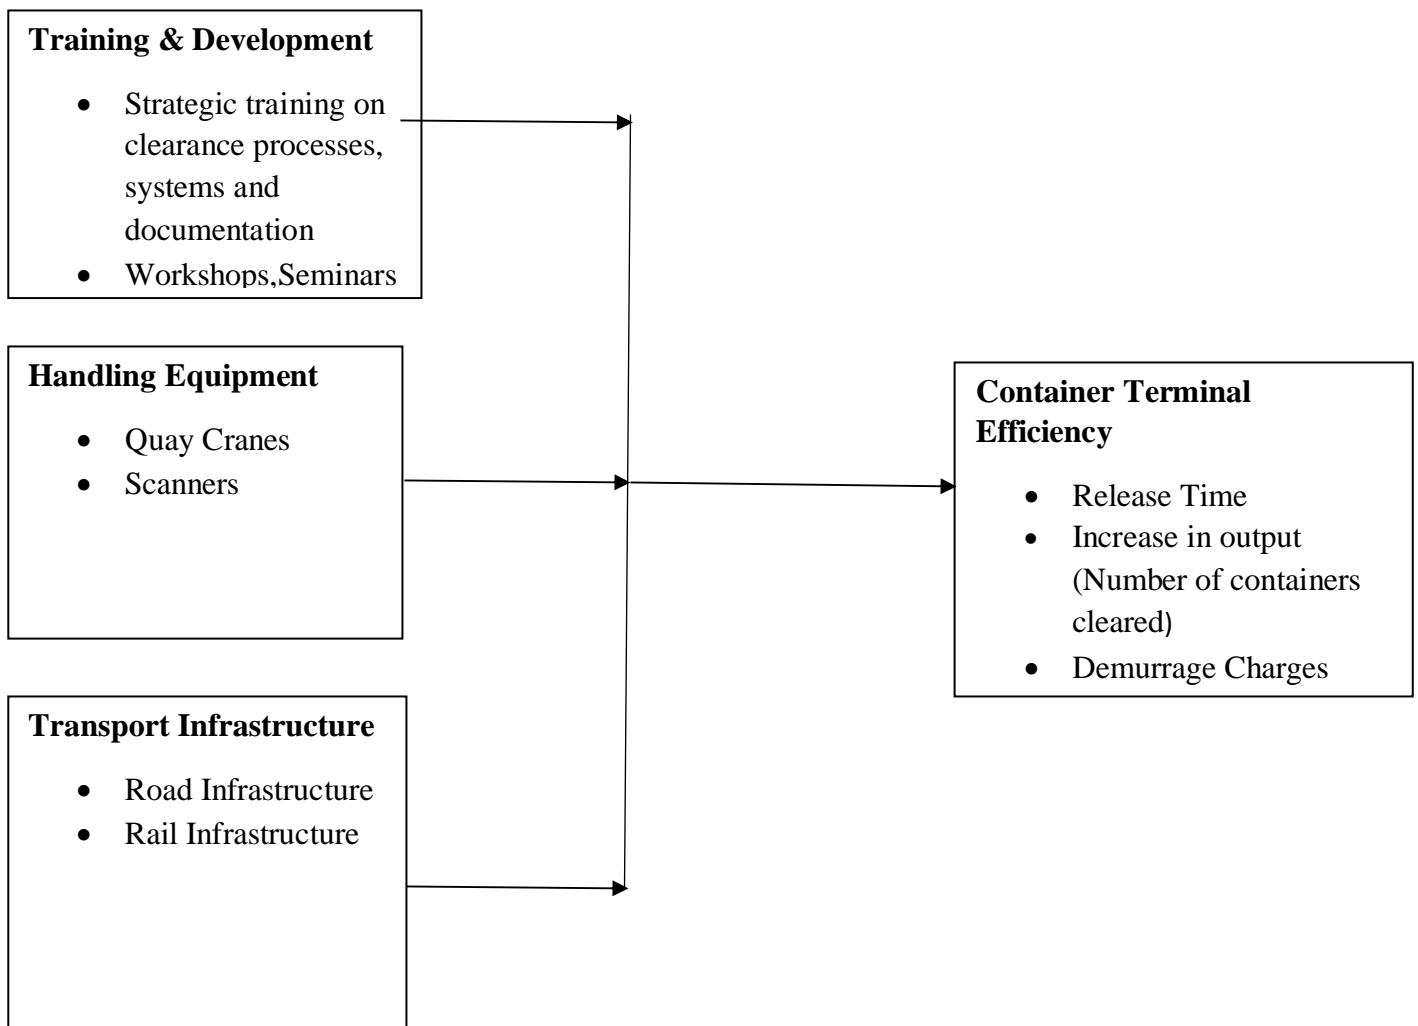 Training & Development
• Strategic training on
clearance processes,
systems and
documentation
• Workshops,Seminars
Handling Equipment
• Quay Cranes
• Scanners
Transport Infrastructure
• Road Infrastructure
• Rail Infrastructure
Container Terminal
Efficiency
• Release Time
• Increase in output
(Number of containers
cleared)
• Demurrage Charges